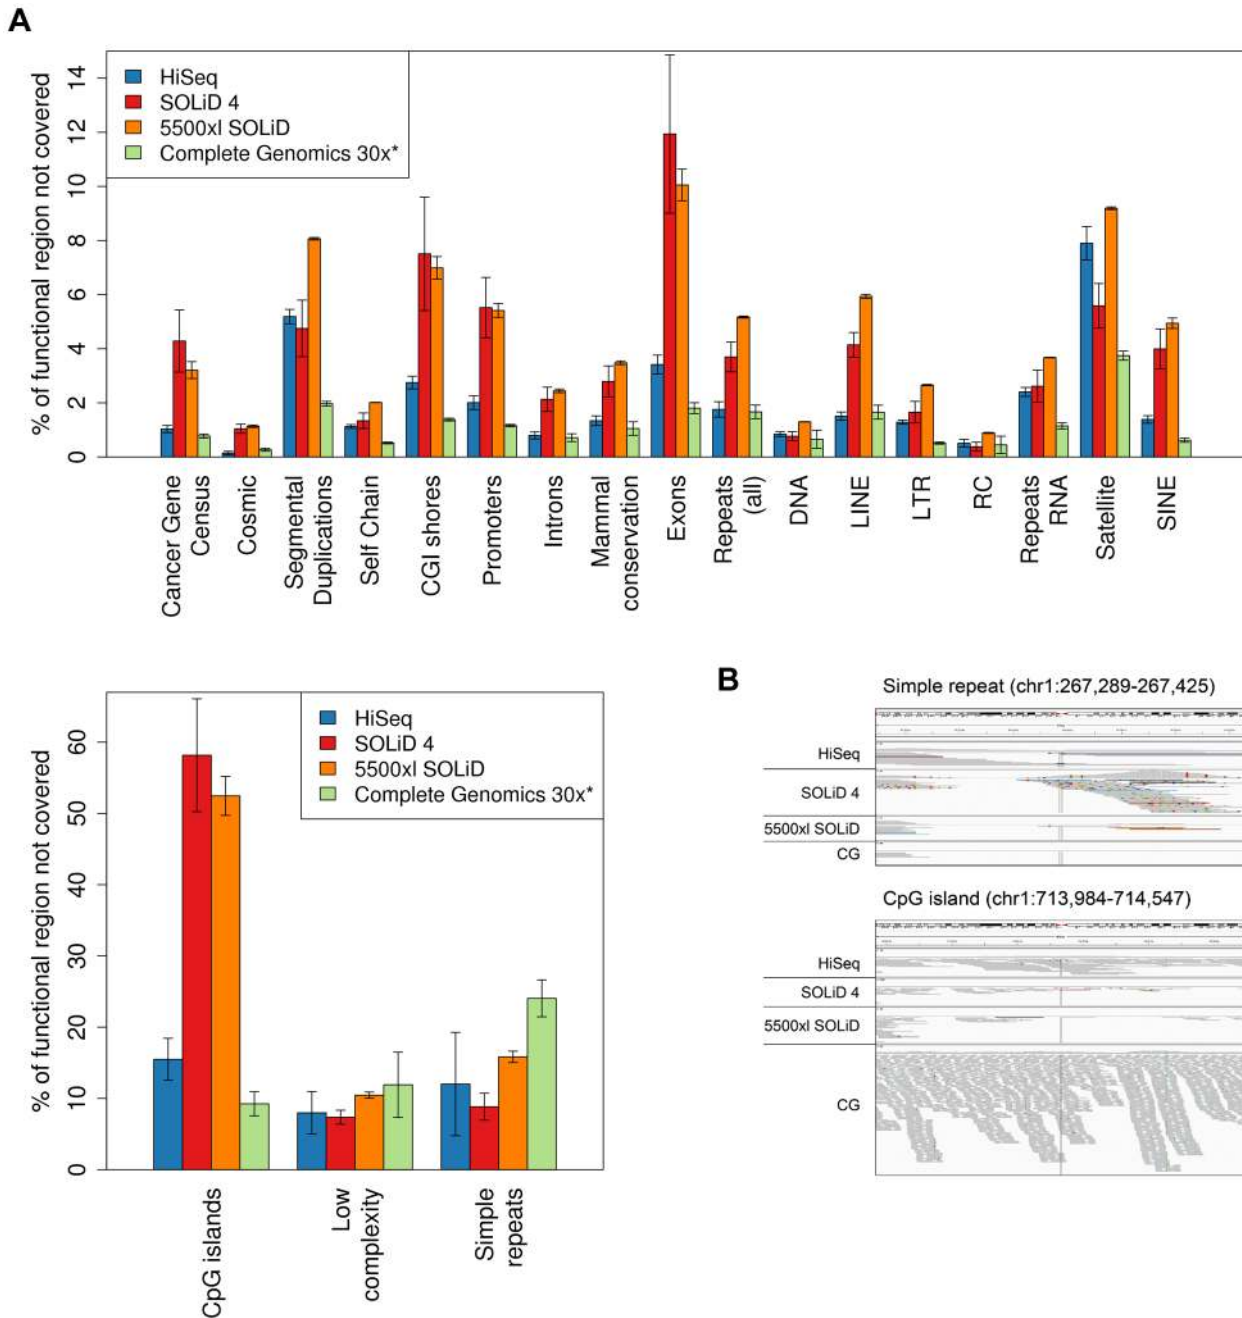 A
% of functional region not covered
14
12
10
8
6
4
2
0
HiSeq
SOLiD 4
5500xl SOLiD
Complete Genomics 30x*
Cancer Gene
Census
Cosmic
Segmental
Duplications
Self Chain
CGI shores
Promoters
Introns
Mammal
conservation
Exons
Repeats
(all)
DNA
LINE
LTR
RC
Repeats
RNA
Satellite
SINE
% of functional region not covered
60
50
40
30
20
10
0
HiSeq
SOLiD 4
5500xl SOLiD
Complete Genomics 30x*
CpG islands
Low
complexity
Simple
repeats
B
Simple repeat (chr1:267,289-267,425)
HiSeq
SOLiD 4
5500xl SOLiD
CG
CpG island (chr1:713,984-714,547)
HiSeq
SOLiD 4
5500xl SOLiD
CG